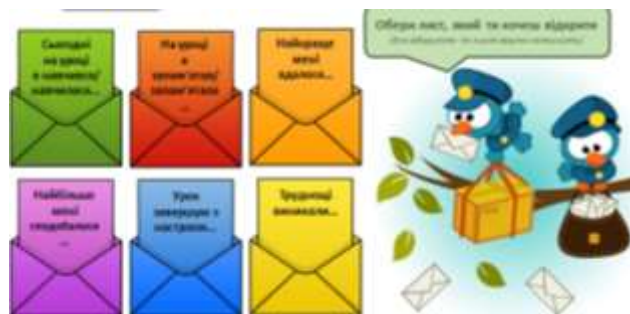 Сьогодні
на уроці
я навчився/
навчилася...
На уроці
я
запам'ятав/
запам'ятала
...
Найкраще
мені
вдалося...
Обери лист, який ти хочеш відкрити
Найбільше
мені
сподобалося
...
Урок
завершую з
настроєм...
Труднощі
виникали...